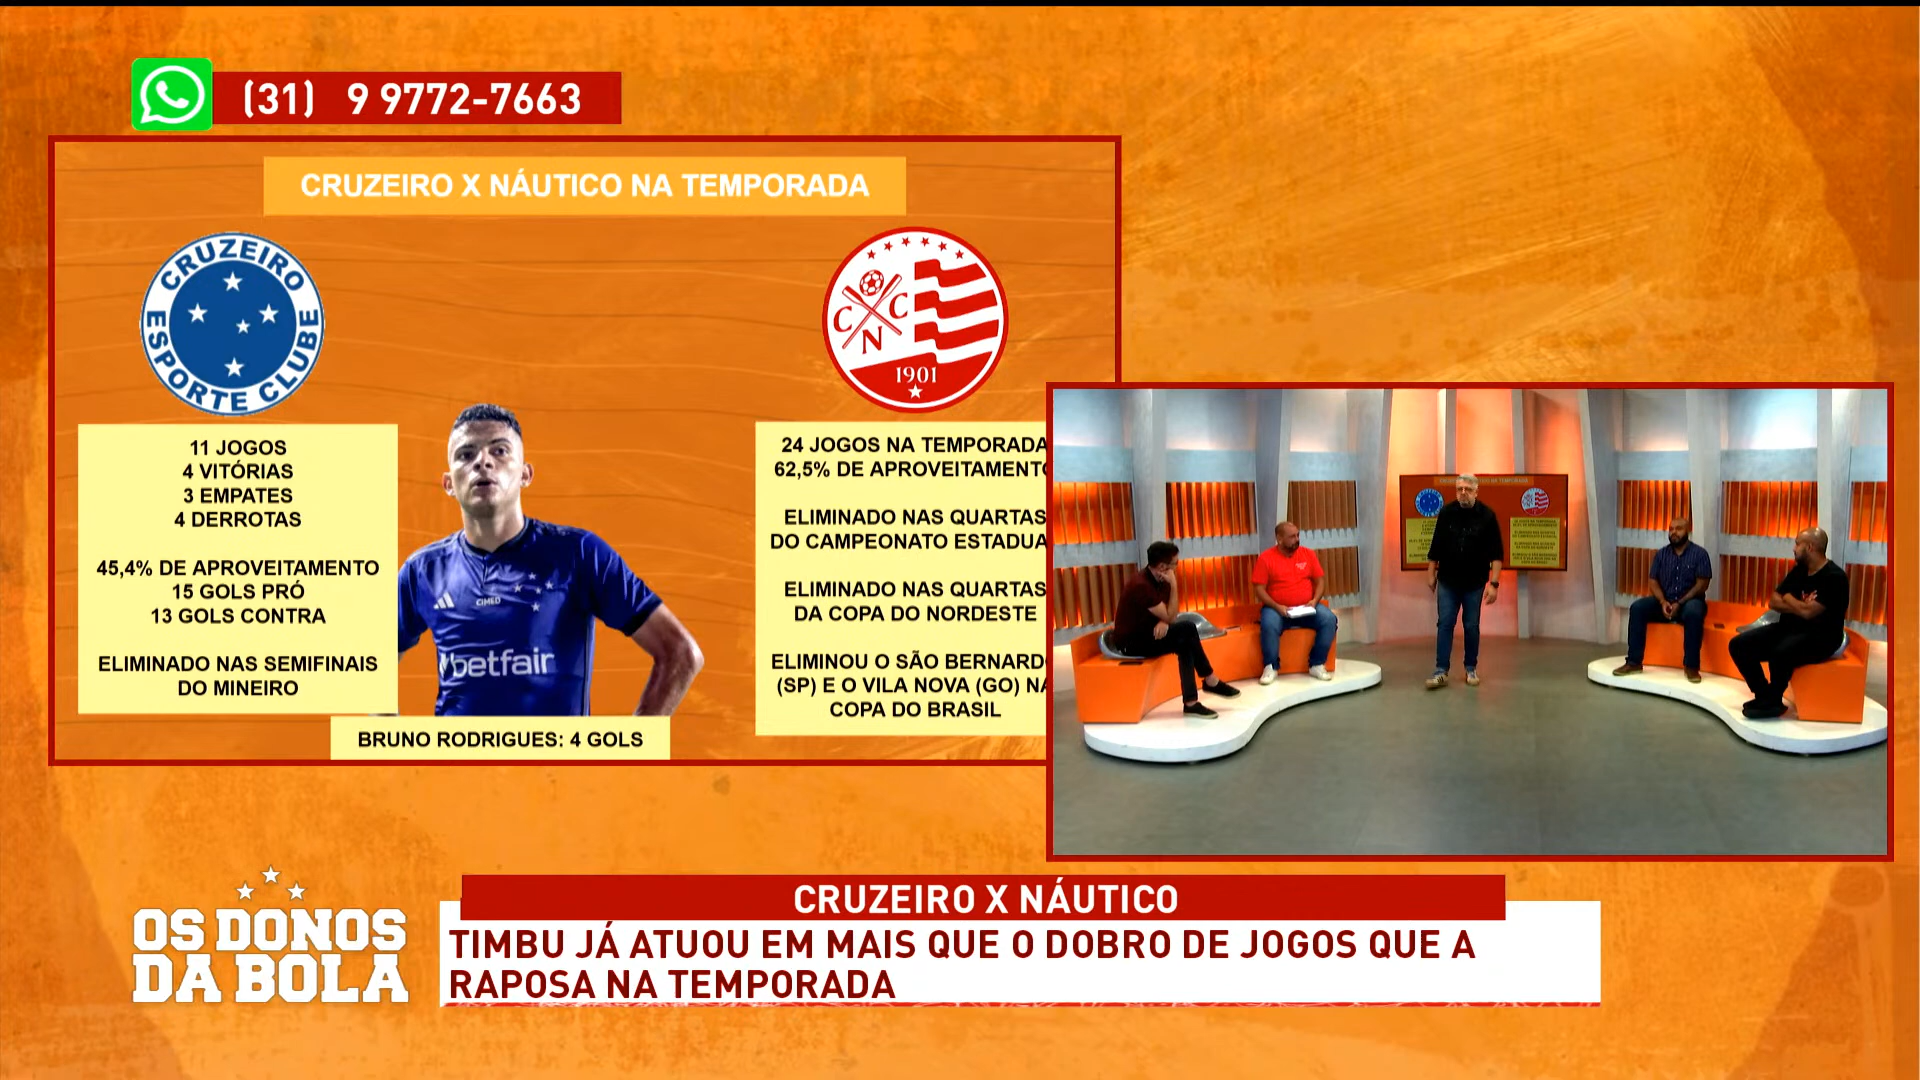 (31) 9 9772-7663
CRUZEIRO X NÁUTICO NA TEMPORADA
CRUZEIRO
ESPORTE CLUBE
C C
N
1901
11 JOGOS
4 VITÓRIAS
3 EMPATES
4 DERROTAS
45,4% DE APROVEITAMENTO
15 GOLS PRÓ
13 GOLS CONTRA
ELIMINADO NAS SEMIFINAIS
DO MINEIRO
CIMED
betfair
BRUNO RODRIGUES: 4 GOLS
24 JOGOS NA TEMPORADA
62,5% DE APROVEITAMENTO
ELIMINADO NAS QUARTAS
DO CAMPEONATO ESTADUA
ELIMINADO NAS QUARTAS
DA COPA DO NORDESTE
ELIMINOU O SÃO BERNARDO
(SP) E O VILA NOVA (GO) NA
COPA DO BRASIL
OS DONOS
DA BOLA
CRUZEIRO X NÁUTICO
TIMBU JÁ ATUOU EM MAIS QUE O DOBRO DE JOGOS QUE A
RAPOSA NA TEMPORADA